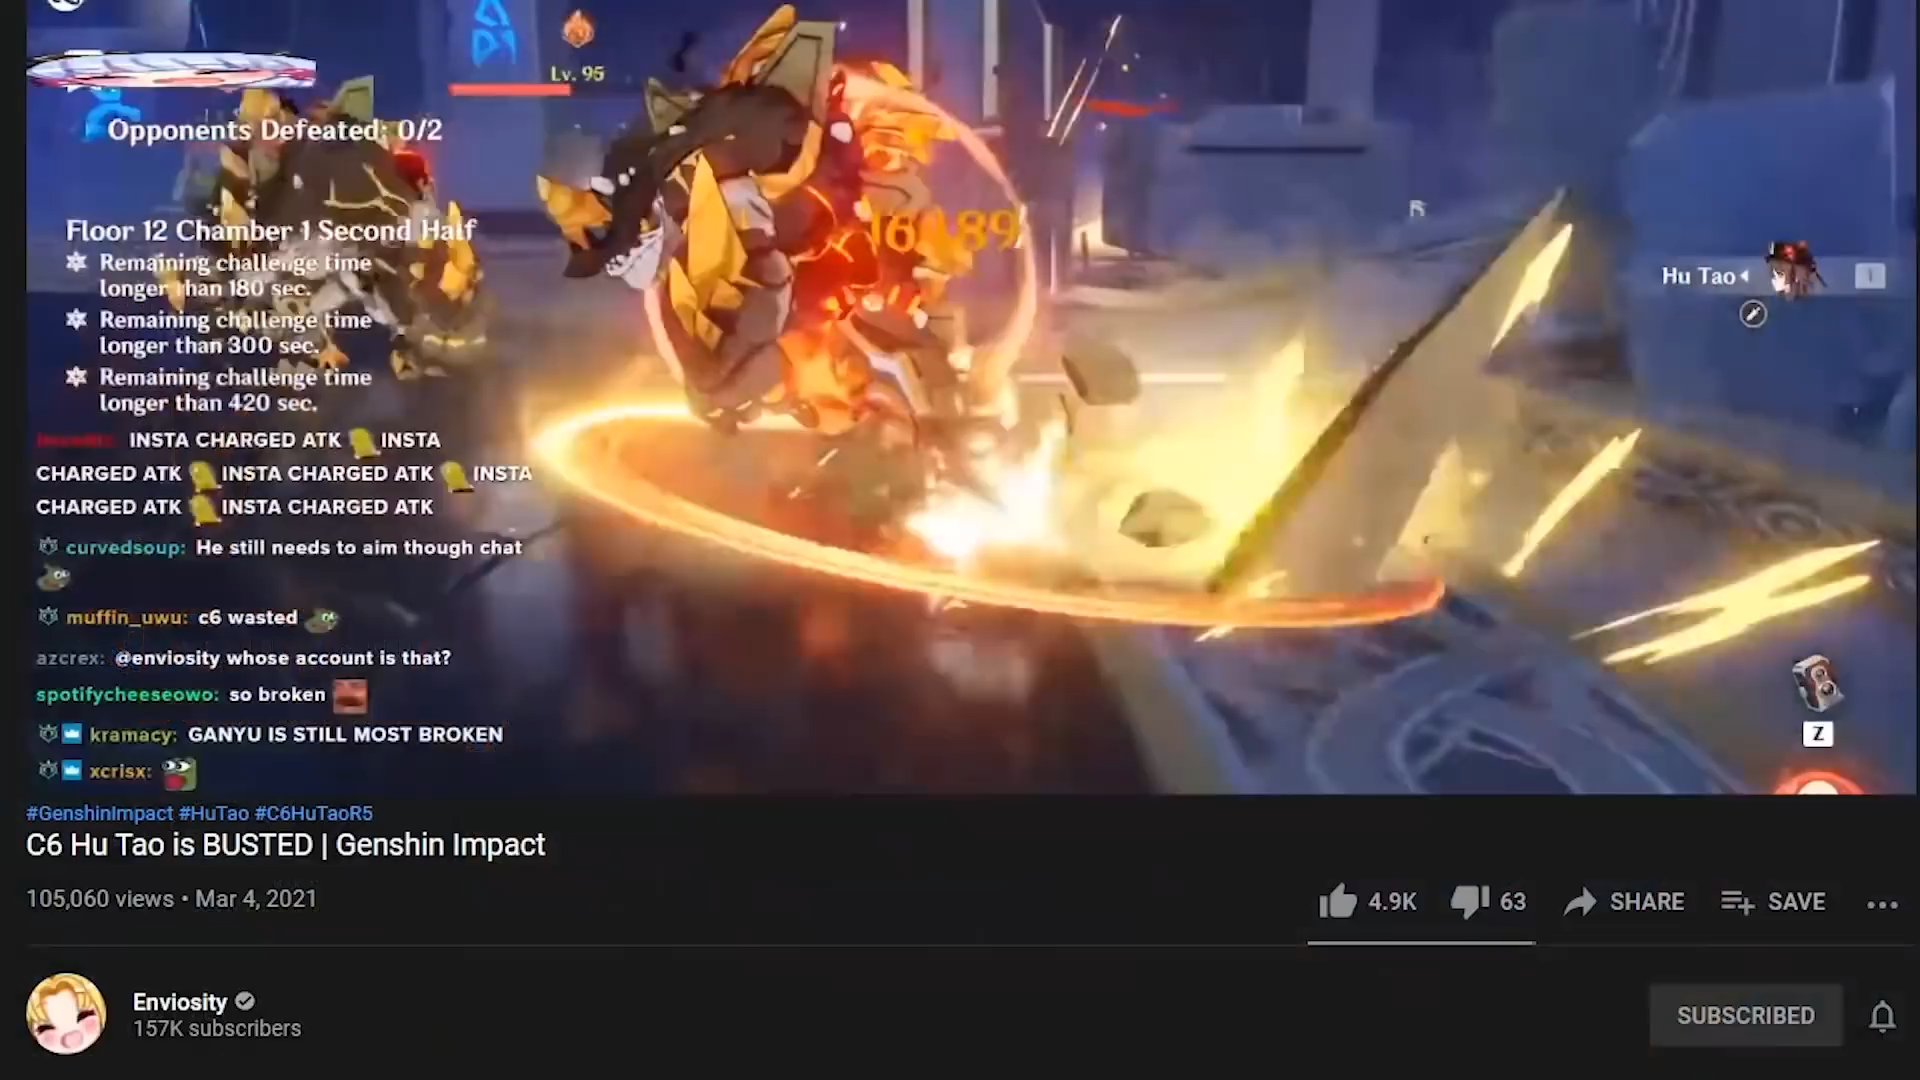 Lv. 95
Opponents Defeated: 0/2
Floor 12 Chamber 1 Second Half
Remaining challenge time
longer than 180 sec.
Remaining challenge time
longer than 300 sec.
Remaining challenge time
longer than 420 sec.
Hu Tao
1
INSTA CHARGED ATK INSTA
CHARGED ATK INSTA CHARGED ATK INSTA
CHARGED ATK INSTA CHARGED ATK
curvedsoup: He still needs to aim though chat
muffin_uwu: c6 wasted
azcrex: @enviosity whose account is that?
spotifycheeseowo: so broken
kramacy: GANYU IS STILL MOST BROKEN
xcrisx:
Z
#GenshinImpact #HuTao #C6HuTaoR5
C6 Hu Tao is BUSTED | Genshin Impact
105,060 views • Mar 4, 2021
4.9K 63 SHARE SAVE
Enviosity
157K subscribers
SUBSCRIBED